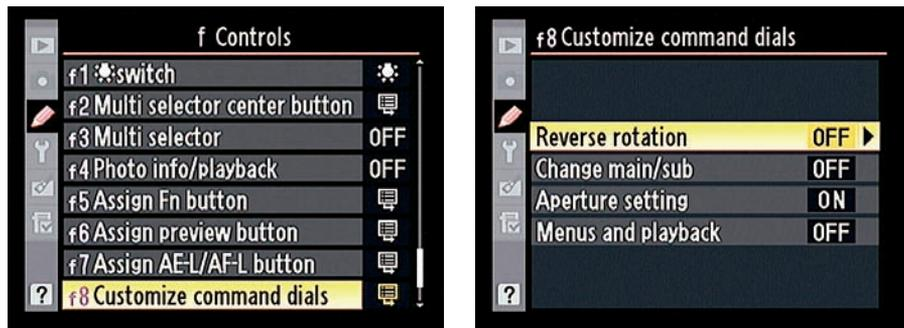 f Controls
f1 switch
f2 Multi selector center button
f3 Multi selector OFF
f4 Photo info/playback OFF
f5 Assign Fn button
f6 Assign preview button
f7 Assign AE-L/AF-L button
f8 Customize command dials
?
f8 Customize command dials
Reverse rotation OFF
Change main/sub OFF
Aperture setting ON
Menus and playback OFF
?